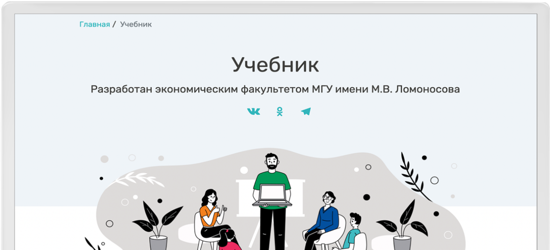 Главная / Учебник
Учебник
Разработан экономическим факультетом МГУ имени М.В. Ломоносова